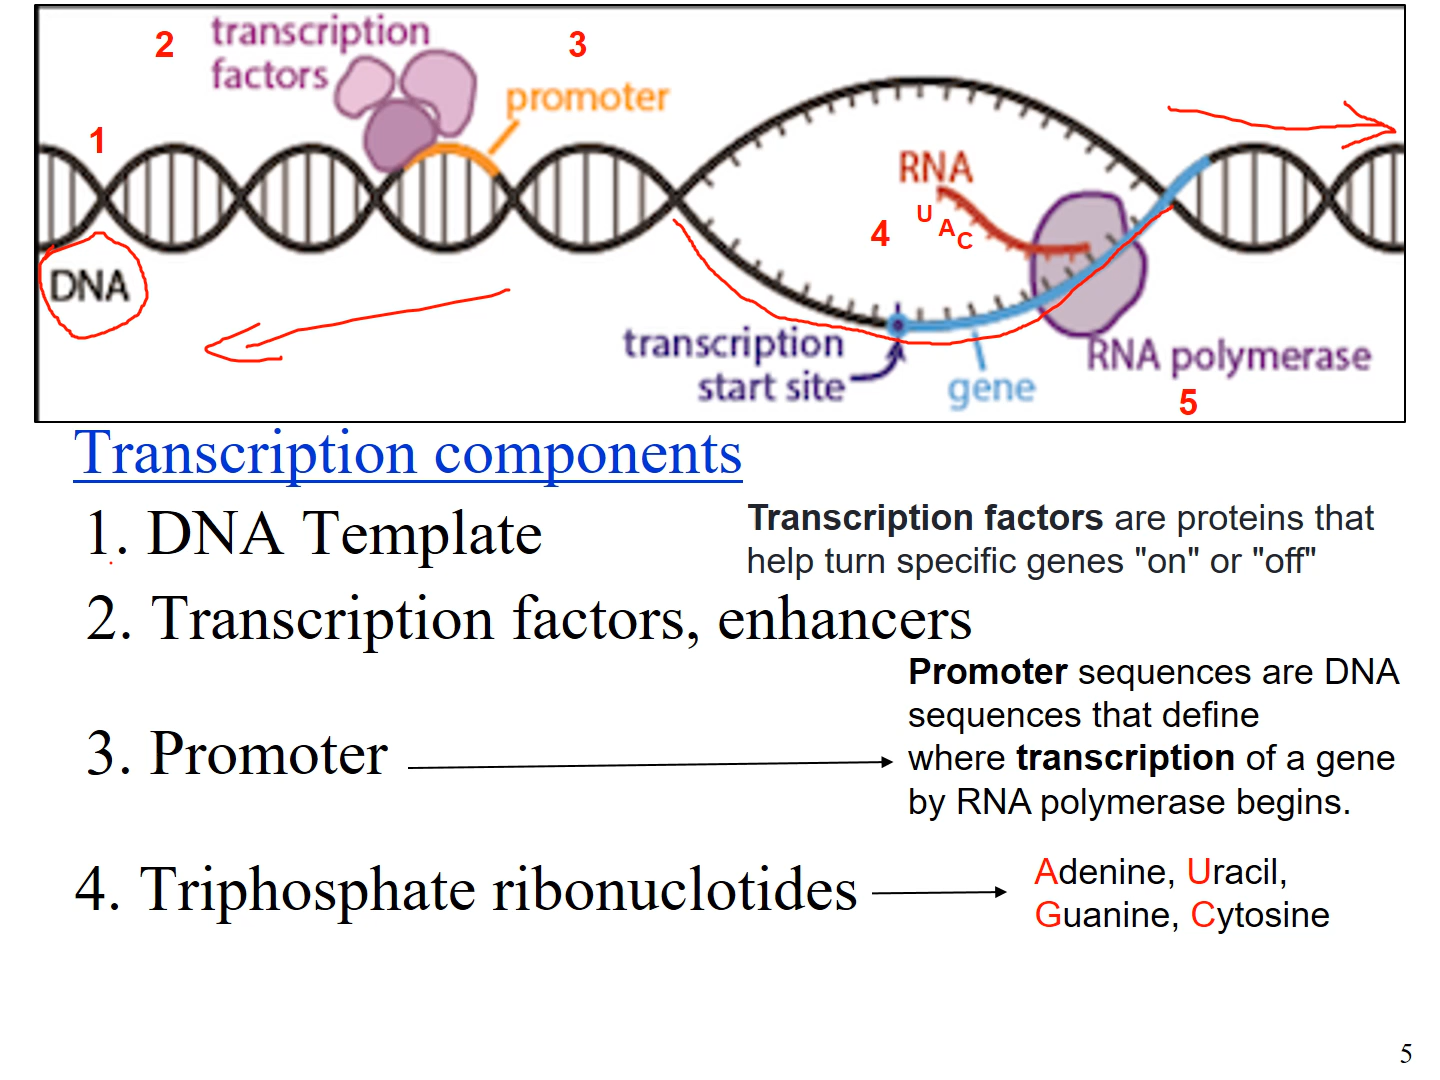 2
transcription
factors
3
promoter
1
RNA
U
A
C
4
DNA
transcription
start site
gene
RNA polymerase
5
Transcription components
1. DNA Template
Transcription factors are proteins that
help turn specific genes "on" or "off"
2. Transcription factors, enhancers
Promoter sequences are DNA
sequences that define
where transcription of a gene
by RNA polymerase begins.
3. Promoter
4. Triphosphate ribonuclotides
Adenine, Uracil,
Guanine, Cytosine
5